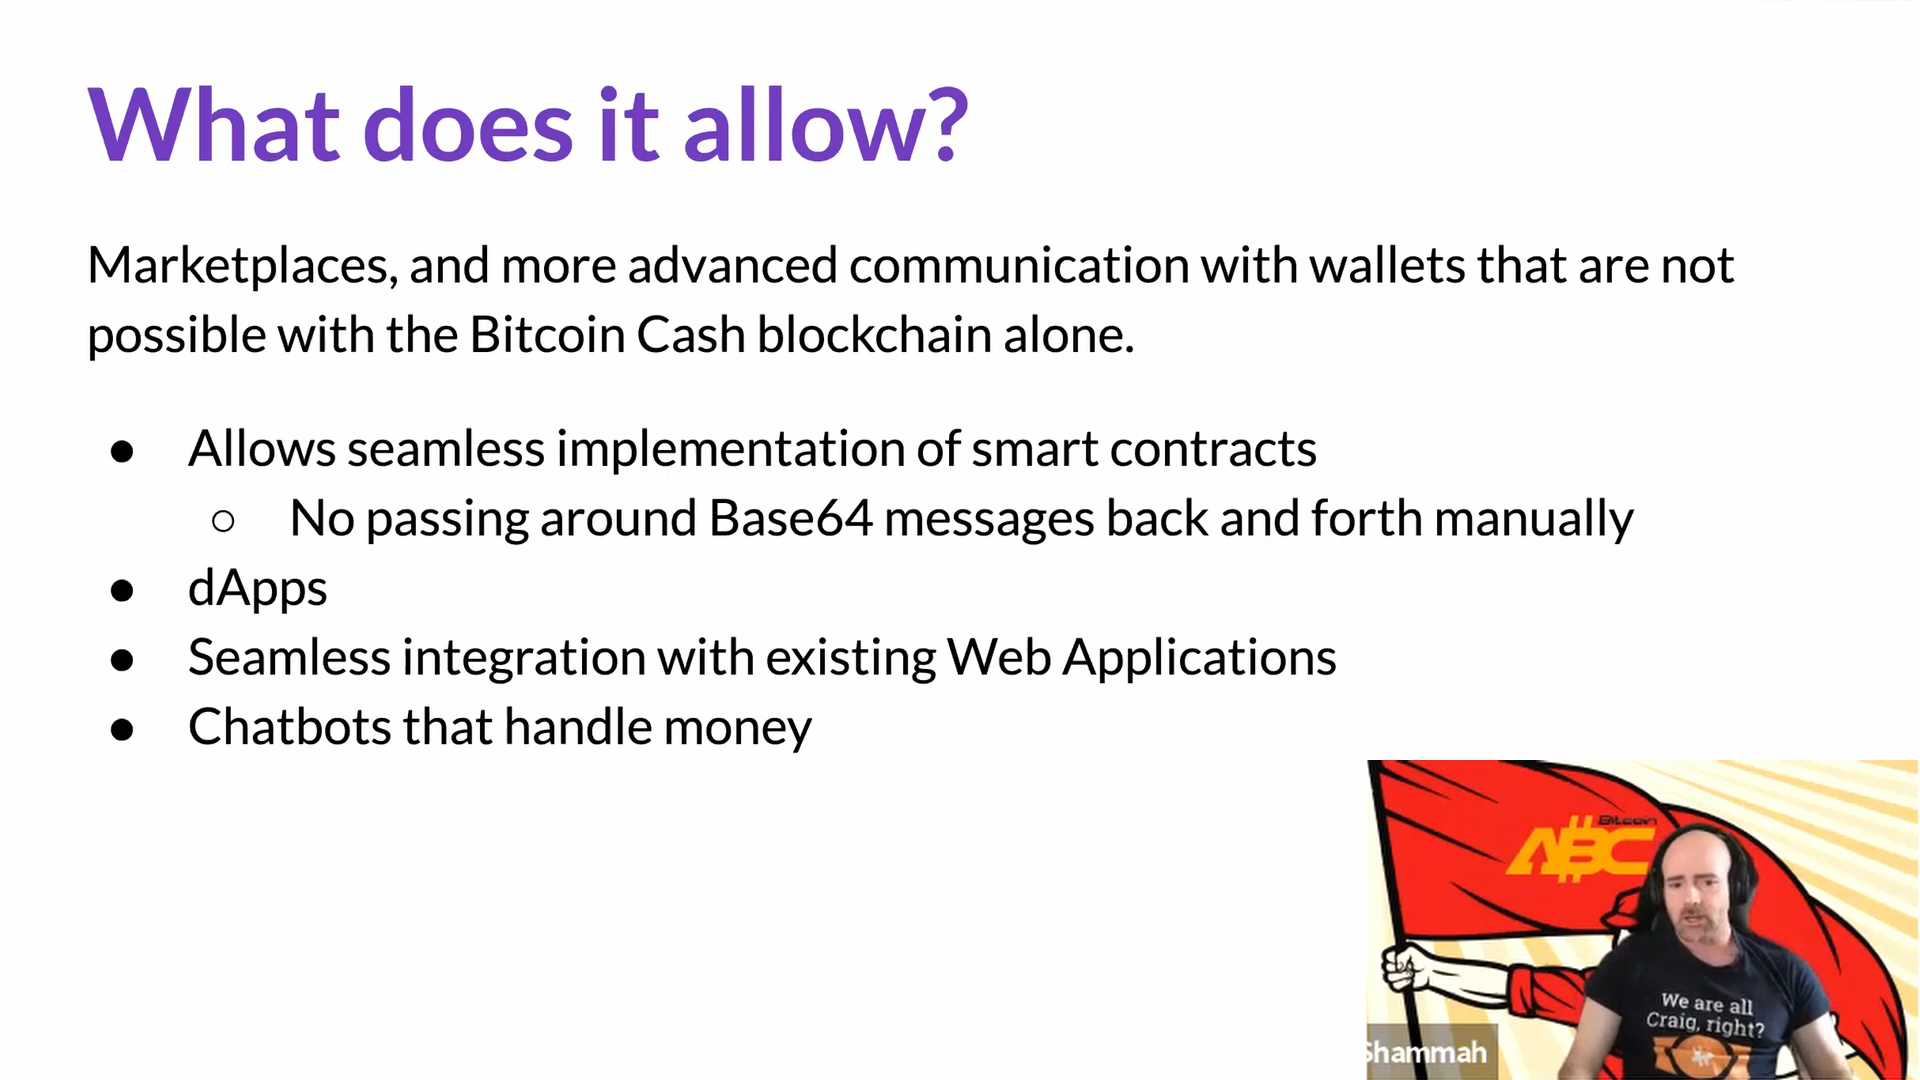 What does it allow?
Marketplaces, and more advanced communication with wallets that are not
possible with the Bitcoin Cash blockchain alone.
● Allows seamless implementation of smart contracts
○ No passing around Base64 messages back and forth manually
● dApps
● Seamless integration with existing Web Applications
● Chatbots that handle money
Bitcoin
ABC
We are all
Craig, right?
Shammah